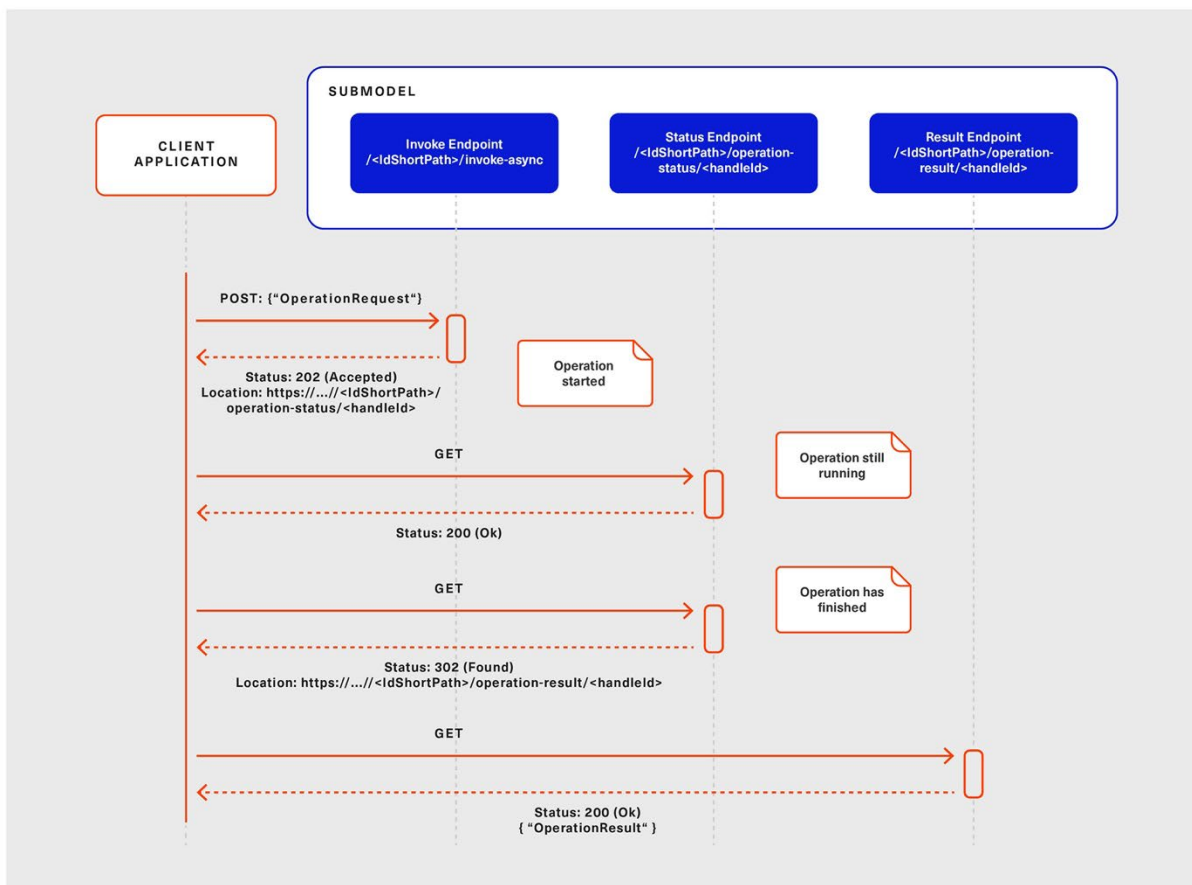 SUBMODEL
CLIENT
APPLICATION
Invoke Endpoint
/<IdShortPath>/invoke-async
Status Endpoint
/<IdShortPath>/operation-
status/<handleId>
Result Endpoint
/<IdShortPath>/operation-
result/<handleId>
POST: {“OperationRequest“}
Operation
started
Status: 202 (Accepted)
Location: https://...//<IdShortPath>/
operation-status/<handleId>
GET
Operation still
running
Status: 200 (Ok)
GET
Operation has
finished
Status: 302 (Found)
Location: https://...//<IdShortPath>/operation-result/<handleId>
GET
Status: 200 (Ok)
{ “OperationResult“ }